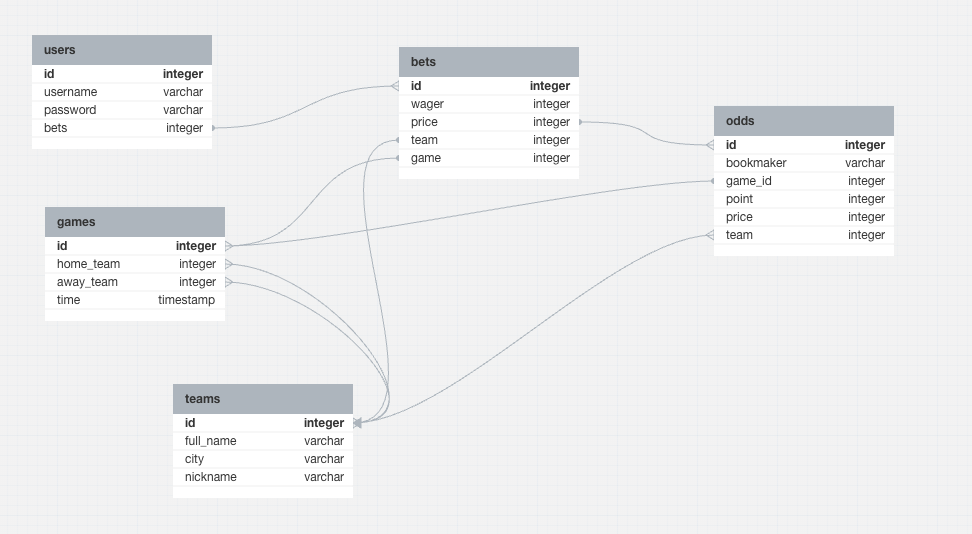 users
id integer
username varchar
password varchar
bets integer
bets
id integer
wager integer
price integer
team integer
game integer
odds
id integer
bookmaker varchar
game_id integer
point integer
price integer
team integer
games
id integer
home_team integer
away_team integer
time timestamp
teams
id integer
full_name varchar
city varchar
nickname varchar